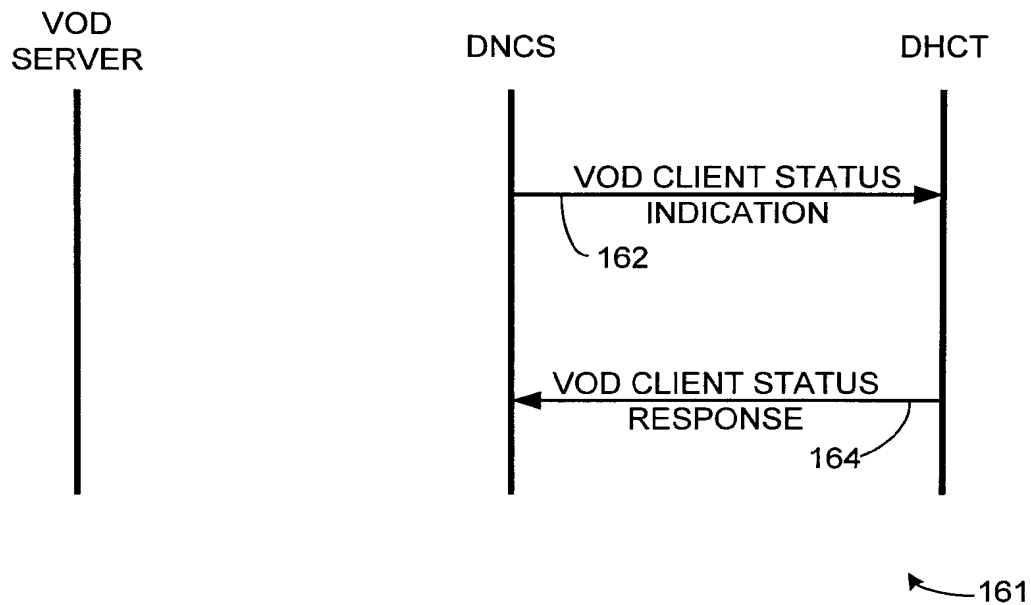 VOD
SERVER
DNCS
DHCT
VOD CLIENT STATUS
INDICATION
162
VOD CLIENT STATUS
RESPONSE
164
161